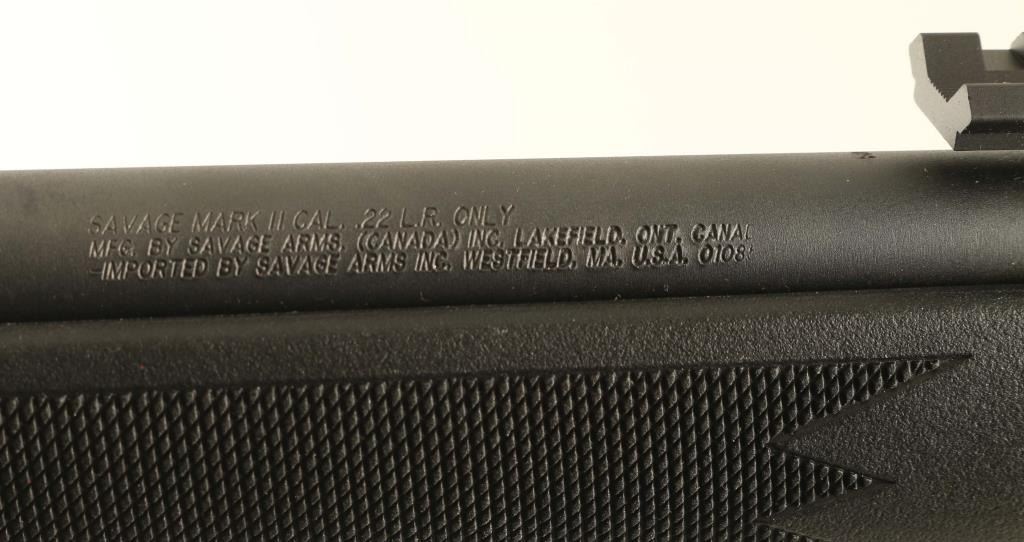 SAVAGE MARK II CAL. .22 L.R. ONLY
MFG. BY SAVAGE ARMS, (CANADA) INC. LAKEFIELD, ONT. CANA
IMPORTED BY SAVAGE ARMS INC. WESTFIELD, MA. U.S.A. 0108